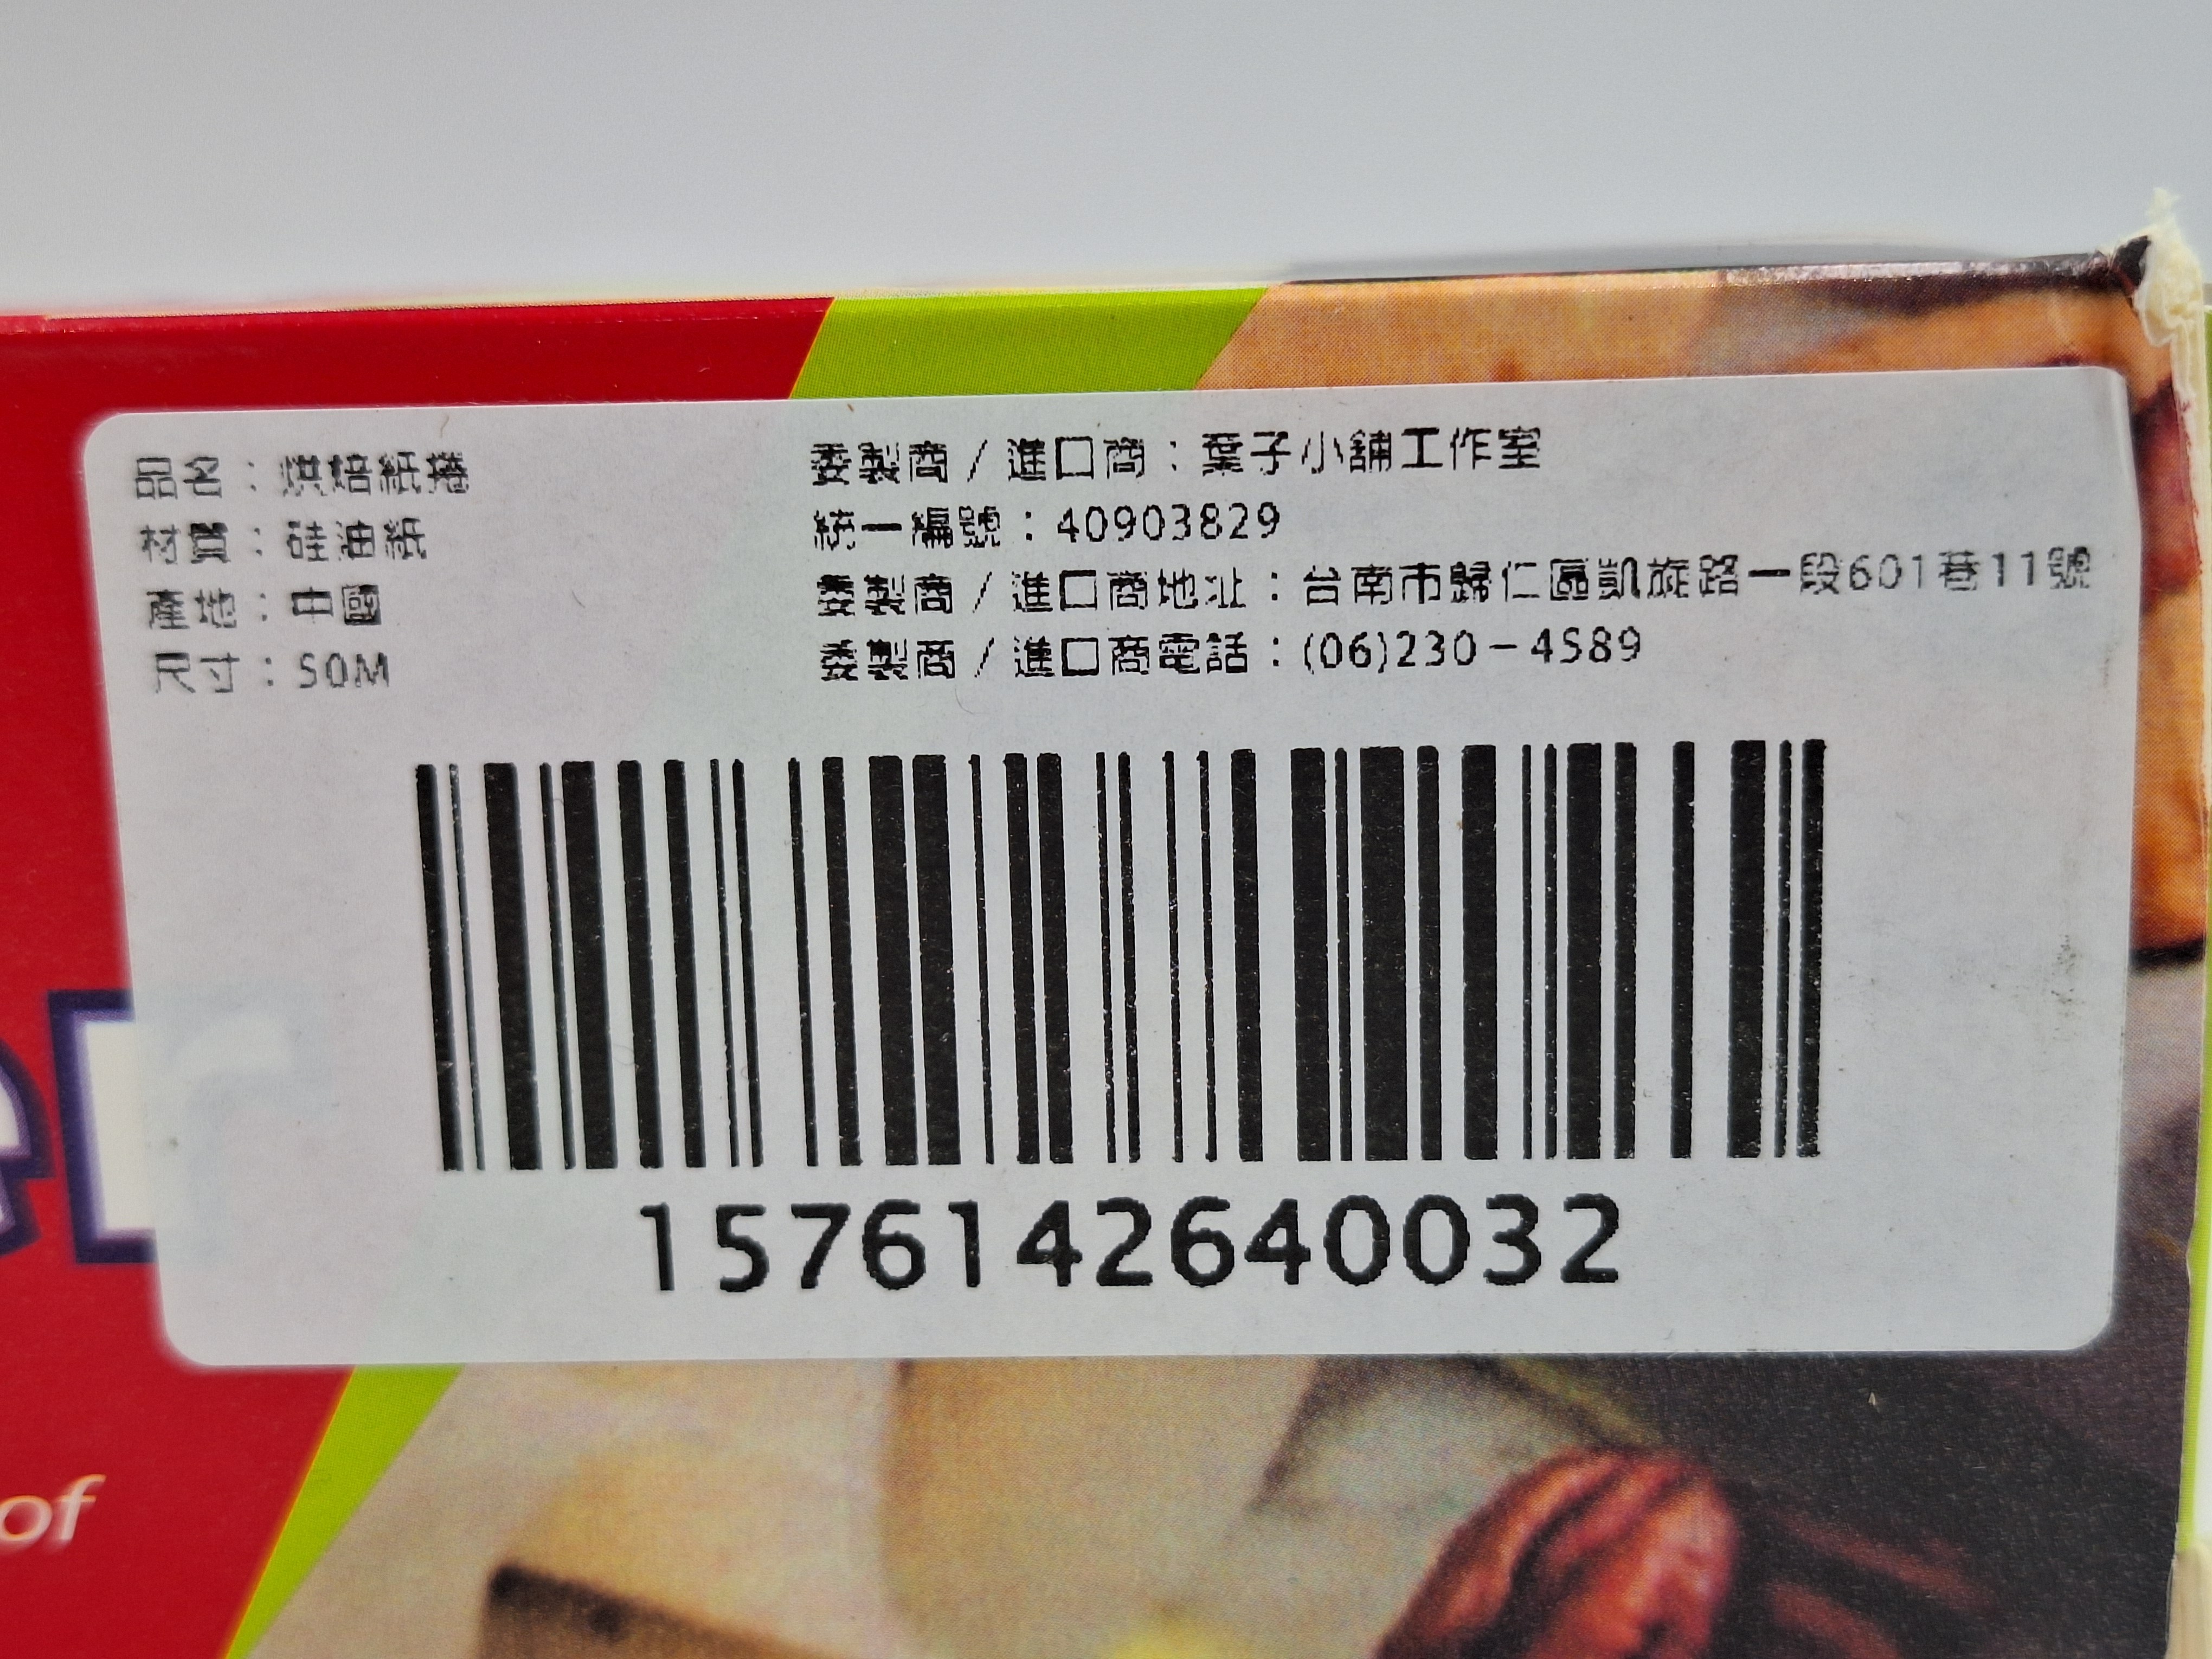 品名：烘焙紙捲
材質：硅油紙
產地：中國
尺寸：50M
委製商/進口商：葉子小舖工作室
統一編號：40903829
委製商/進口商地址：台南市歸仁區凱旋路一段601巷11號
委製商/進口商電話：(06)230-4589
1576142640032
er
of